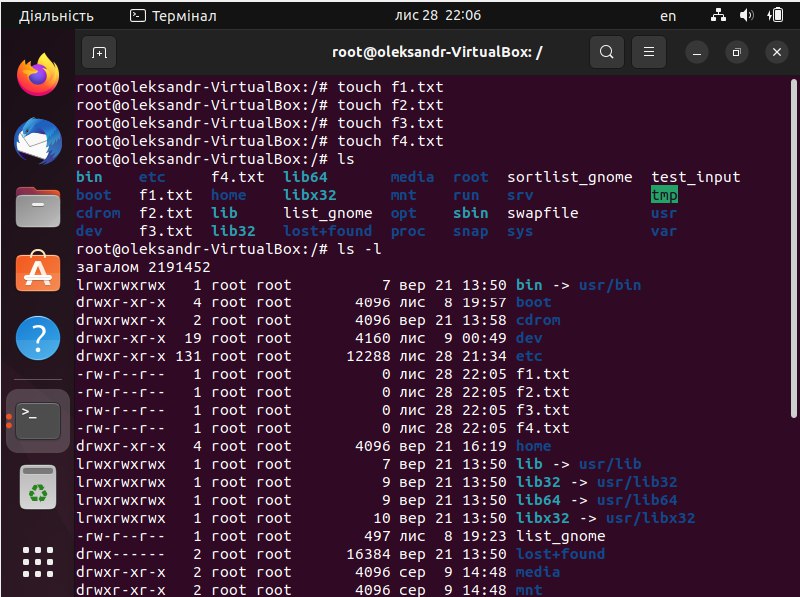 Діяльність Термінал лис 28 22:06 en
root@oleksandr-VirtualBox: /
root@oleksandr-VirtualBox:/# touch f1.txt
root@oleksandr-VirtualBox:/# touch f2.txt
root@oleksandr-VirtualBox:/# touch f3.txt
root@oleksandr-VirtualBox:/# touch f4.txt
root@oleksandr-VirtualBox:/# ls
bin etc f4.txt lib64 media root sortlist_gnome test_input
boot f1.txt home libx32 mnt run srv tmp
cdrom f2.txt lib list_gnome opt sbin swapfile usr
dev f3.txt lib32 lost+found proc snap sys var
root@oleksandr-VirtualBox:/# ls -l
загалом 2191452
lrwxrwxrwx 1 root root 7 вер 21 13:50 bin -> usr/bin
drwxr-xr-x 4 root root 4096 лис 8 19:57 boot
drwxrwxr-x 2 root root 4096 вер 21 13:58 cdrom
drwxr-xr-x 19 root root 4160 лис 9 00:49 dev
drwxr-xr-x 131 root root 12288 лис 28 21:34 etc
-rw-r--r-- 1 root root 0 лис 28 22:05 f1.txt
-rw-r--r-- 1 root root 0 лис 28 22:05 f2.txt
-rw-r--r-- 1 root root 0 лис 28 22:05 f3.txt
-rw-r--r-- 1 root root 0 лис 28 22:05 f4.txt
drwxr-xr-x 4 root root 4096 вер 21 16:19 home
lrwxrwxrwx 1 root root 7 вер 21 13:50 lib -> usr/lib
lrwxrwxrwx 1 root root 9 вер 21 13:50 lib32 -> usr/lib32
lrwxrwxrwx 1 root root 9 вер 21 13:50 lib64 -> usr/lib64
lrwxrwxrwx 1 root root 10 вер 21 13:50 libx32 -> usr/libx32
-rw-r--r-- 1 root root 497 лис 8 19:23 list_gnome
drwx------ 2 root root 16384 вер 21 13:50 lost+found
drwxr-xr-x 2 root root 4096 сер 9 14:48 media
drwxr-xr-x 2 root root 4096 сер 9 14:48 mnt